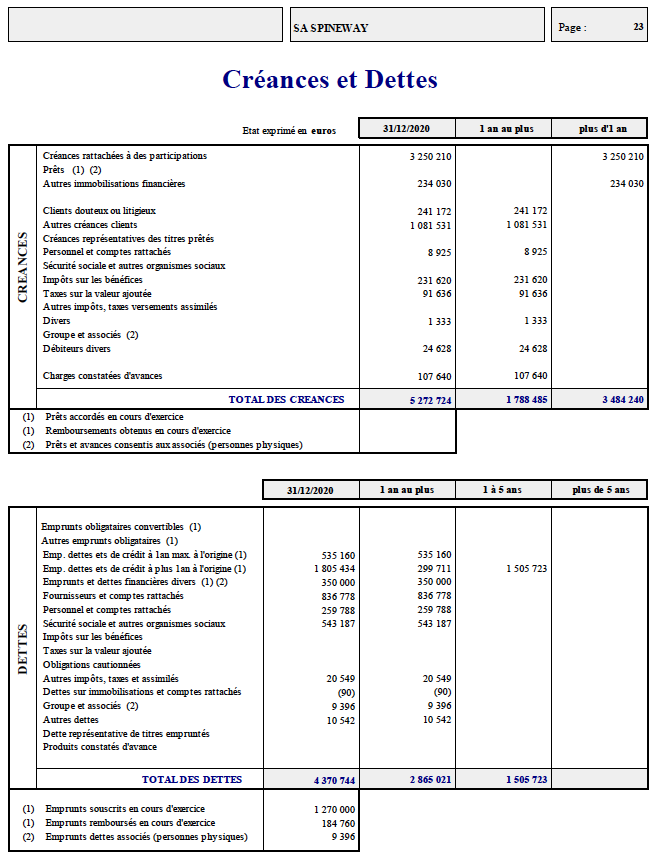 SA SPINEWAY
Page : 23
Créances et Dettes
Etat exprimé en euros 31/12/2020 1 an au plus plus d'1 an
CREANCES
Créances rattachées à des participations 3 250 210 3 250 210
Prêts (1) (2)
Autres immobilisations financières 234 030 234 030
Clients douteux ou litigieux 241 172 241 172
Autres créances clients 1 081 531 1 081 531
Créances représentatives des titres prêtés
Personnel et comptes rattachés 8 925 8 925
Sécurité sociale et autres organismes sociaux
Impôts sur les bénéfices 231 620 231 620
Taxes sur la valeur ajoutée 91 636 91 636
Autres impôts, taxes versements assimilés
Divers 1 333 1 333
Groupe et associés (2)
Débiteurs divers 24 628 24 628
Charges constatées d'avances 107 640 107 640
TOTAL DES CREANCES 5 272 724 1 788 485 3 484 240
(1) Prêts accordés en cours d'exercice
(1) Remboursements obtenus en cours d'exercice
(2) Prêts et avances consentis aux associés (personnes physiques)
31/12/2020 1 an au plus 1 à 5 ans plus de 5 ans
DETTES
Emprunts obligataires convertibles (1)
Autres emprunts obligataires (1)
Emp. dettes ets de crédit à 1an max. à l'origine (1) 535 160 535 160
Emp. dettes ets de crédit à plus 1an à l'origine (1) 1 805 434 299 711 1 505 723
Emprunts et dettes financières divers (1) (2) 350 000 350 000
Fournisseurs et comptes rattachés 836 778 836 778
Personnel et comptes rattachés 259 788 259 788
Sécurité sociale et autres organismes sociaux 543 187 543 187
Impôts sur les bénéfices
Taxes sur la valeur ajoutée
Obligations cautionnées
Autres impôts, taxes et assimilés 20 549 20 549
Dettes sur immobilisations et comptes rattachés (90) (90)
Groupe et associés (2) 9 396 9 396
Autres dettes 10 542 10 542
Dette représentative de titres empruntés
Produits constatés d'avance
TOTAL DES DETTES 4 370 744 2 865 021 1 505 723
(1) Emprunts souscrits en cours d'exercice 1 270 000
(1) Emprunts remboursés en cours d'exercice 184 760
(2) Emprunts dettes associés (personnes physiques) 9 396